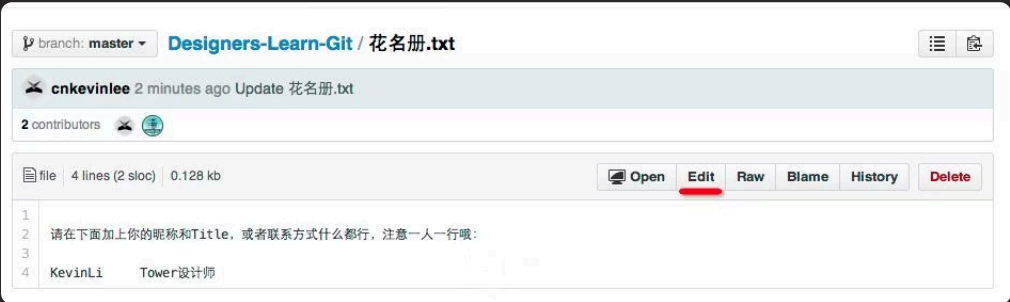 branch: master Designers-Learn-Git / 花名册.txt
cnkevinlee 2 minutes ago Update 花名册.txt
2 contributors
file 4 lines (2 sloc) 0.128 kb Open Edit Raw Blame History Delete
1
2 请在下面加上你的昵称和Title，或者联系方式什么都行，注意一人一行哦：
3
4 KevinLi Tower设计师